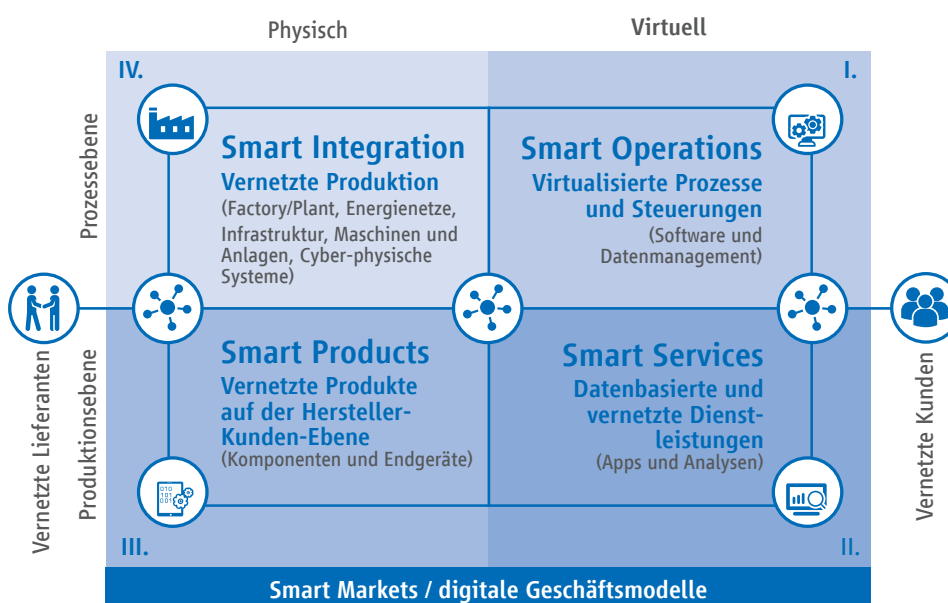 Physisch
Virtuell
IV.
I.
Prozessebene
Smart Integration
Vernetzte Produktion
(Factory/Plant, Energienetze,
Infrastruktur, Maschinen und
Anlagen, Cyber-physische
Systeme)
Smart Operations
Virtualisierte Prozesse
und Steuerungen
(Software und
Datenmanagement)
Vernetzte Lieferanten
Produktionsebene
Smart Products
Vernetzte Produkte
auf der Hersteller-
Kunden-Ebene
(Komponenten und Endgeräte)
010
101
001
Smart Services
Datenbasierte und
vernetzte Dienst-
leistungen
(Apps und Analysen)
Vernetzte Kunden
III.
II.
Smart Markets / digitale Geschäftsmodelle